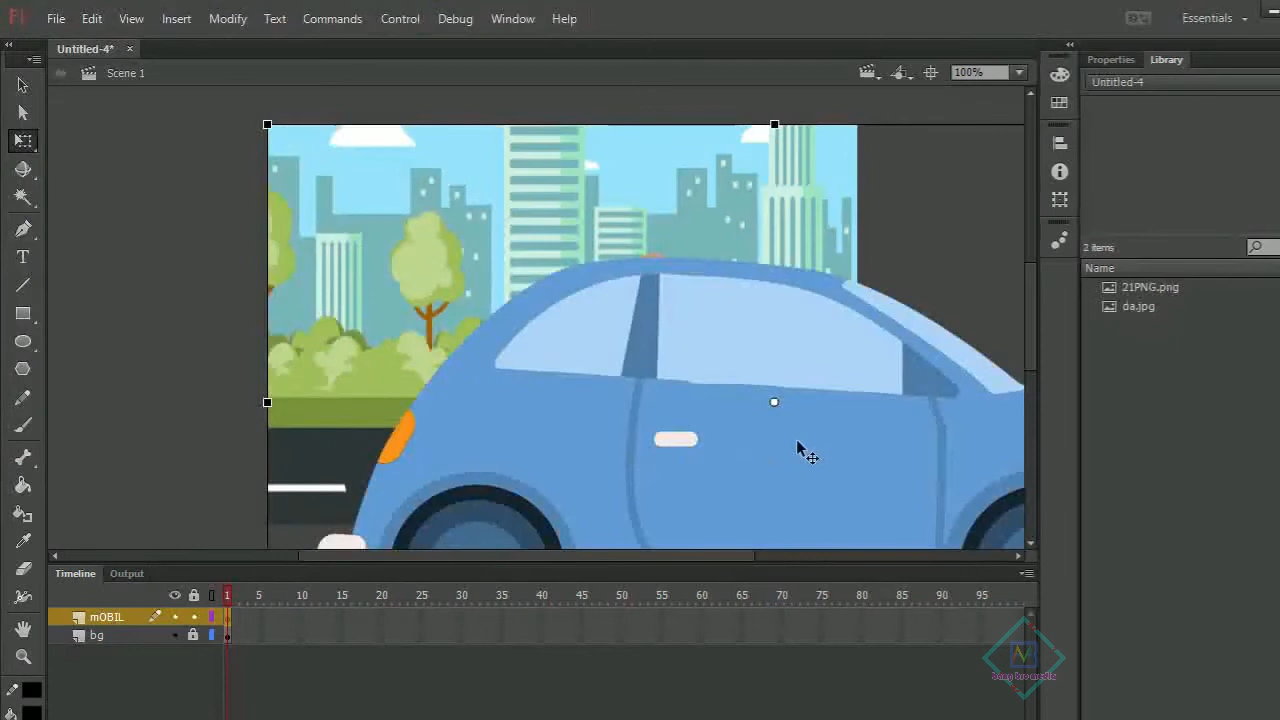 Fl File Edit View Insert Modify Text Commands Control Debug Window Help Essentials
Untitled-4* ×
Scene 1 100%
Properties Library
Untitled-4
2 items
Name
21PNG.png
da.jpg
Timeline Output
1 5 10 15 20 25 30 35 40 45 50 55 60 65 70 75 80 85 90 95
mOBIL
bg